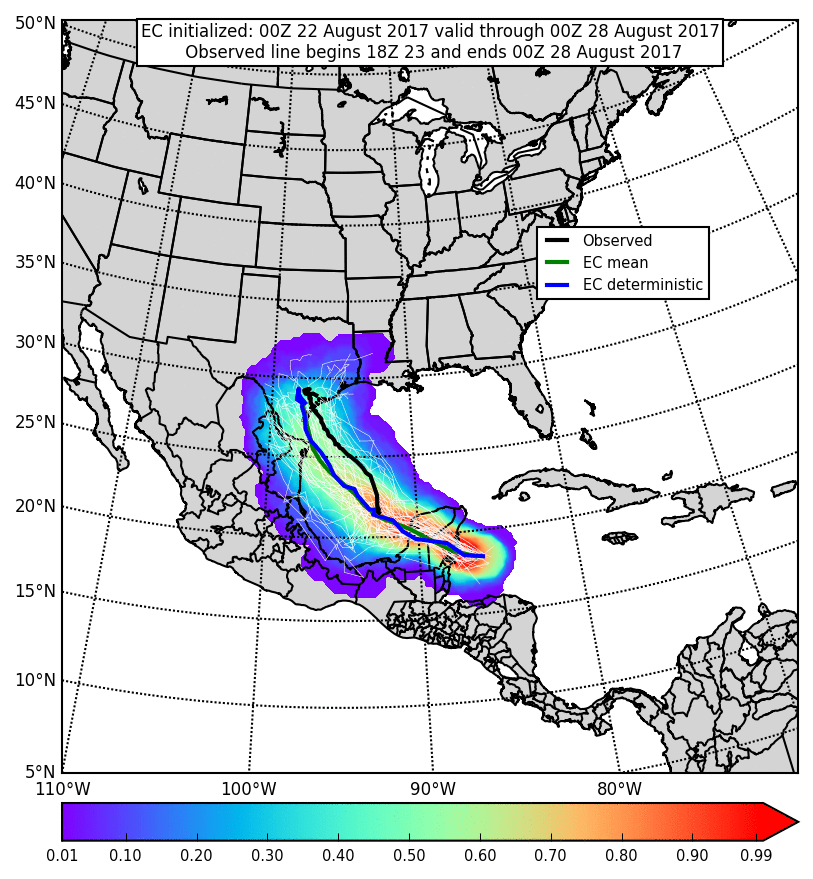 EC initialized: 00Z 22 August 2017 valid through 00Z 28 August 2017
Observed line begins 18Z 23 and ends 00Z 28 August 2017
50°N
45°N
40°N
35°N
30°N
25°N
20°N
15°N
10°N
5°N
Observed
EC mean
EC deterministic
110°W 100°W 90°W 80°W
0.01 0.10 0.20 0.30 0.40 0.50 0.60 0.70 0.80 0.90 0.99